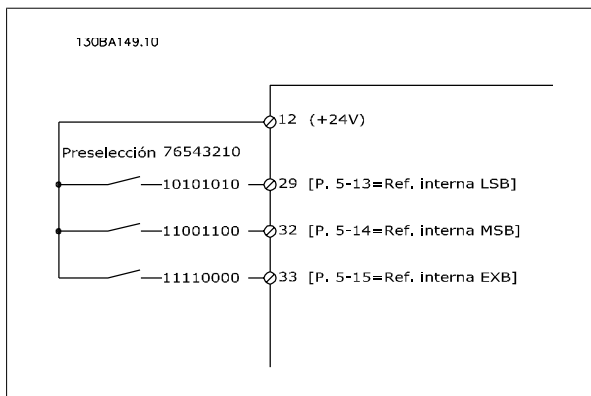 130BA149.10
12 (+24V)
Preselección 76543210
10101010 29 [P. 5-13=Ref. interna LSB]
11001100 32 [P. 5-14=Ref. interna MSB]
11110000 33 [P. 5-15=Ref. interna EXB]